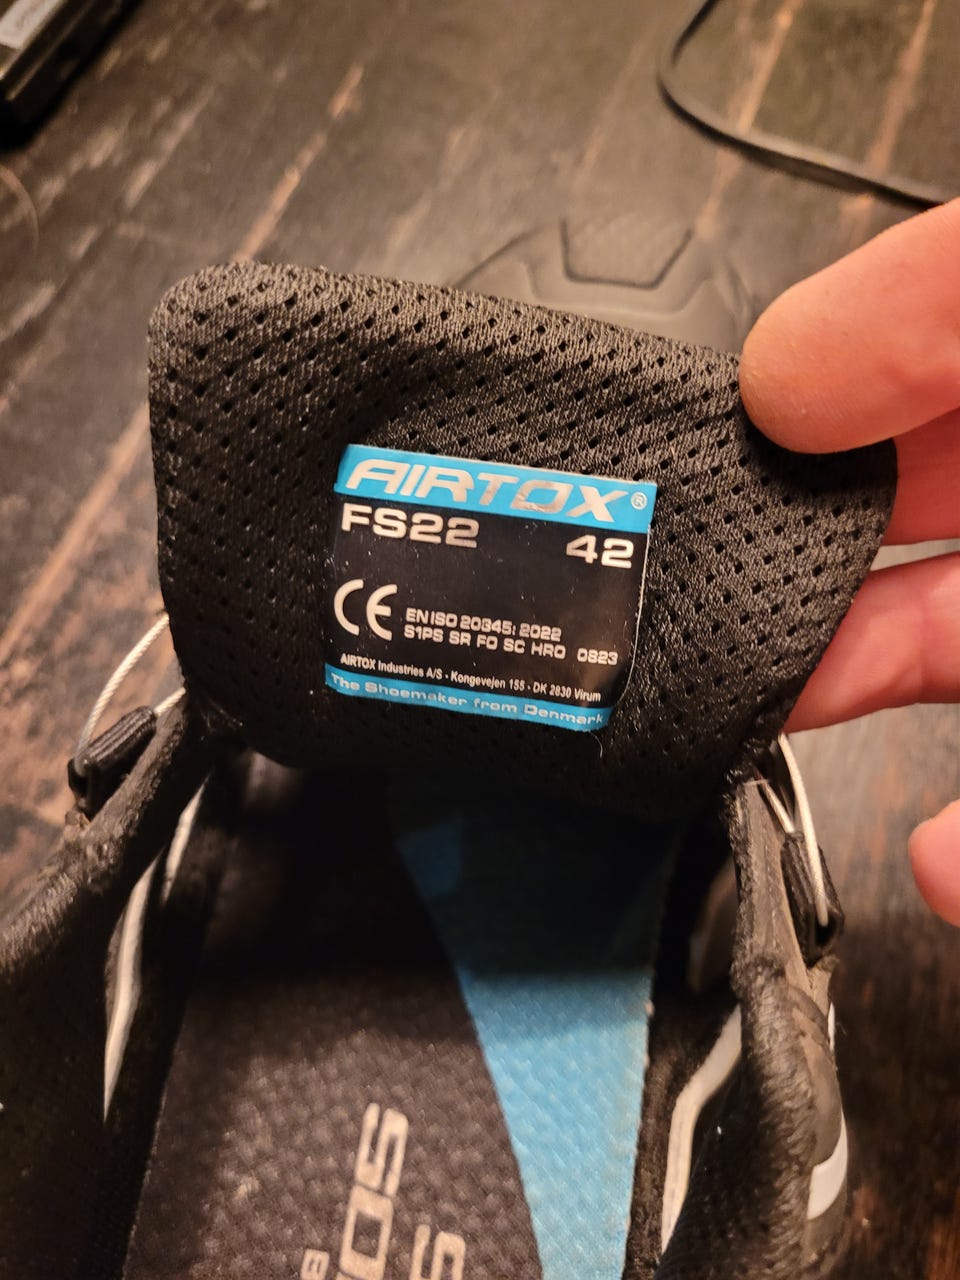 AIRTOX®
FS22 42
CE EN ISO 20345: 2022
S1PS SR FO SC HRO 0823
AIRTOX Industries A/S - Kongevejen 155 - DK 2830 Virum
The Shoemaker from Denmark